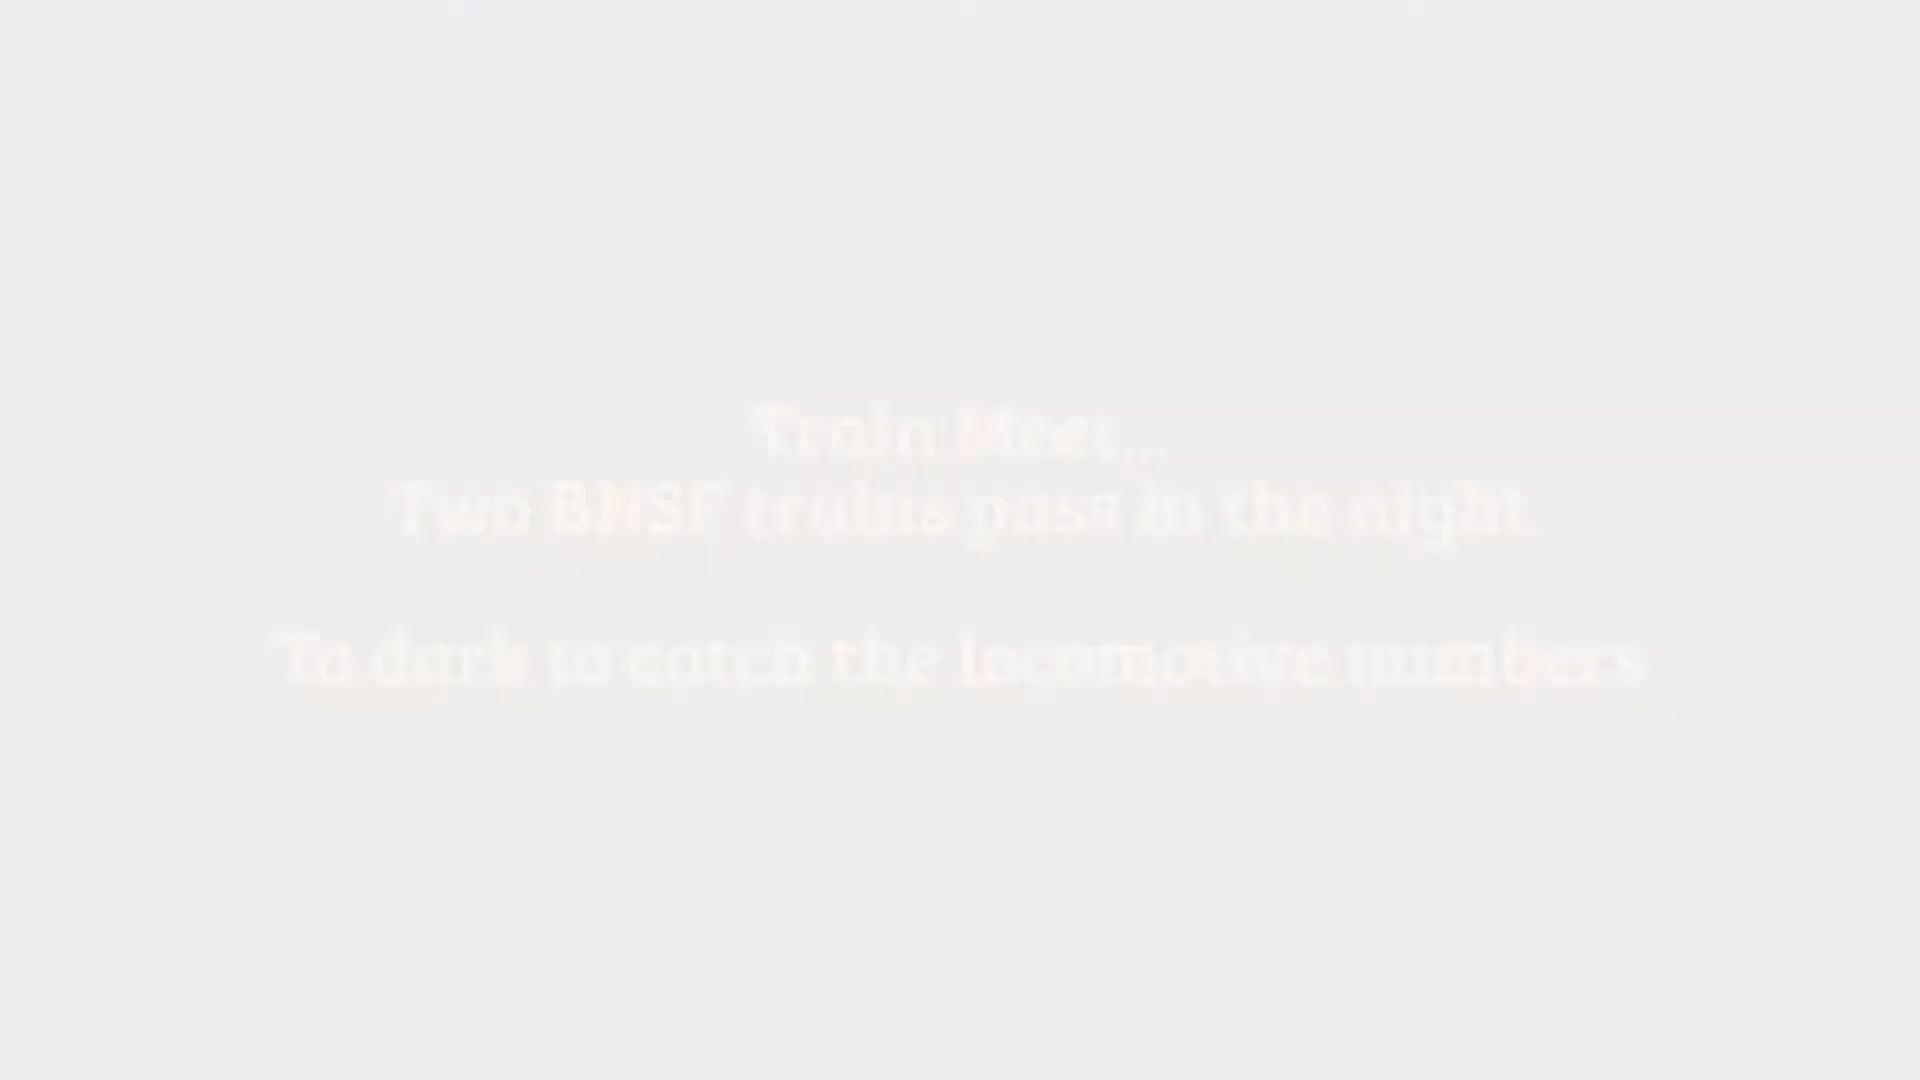 Train Meet...
Two BNSF trains pass in the night
To dark to catch the locomotive numbers